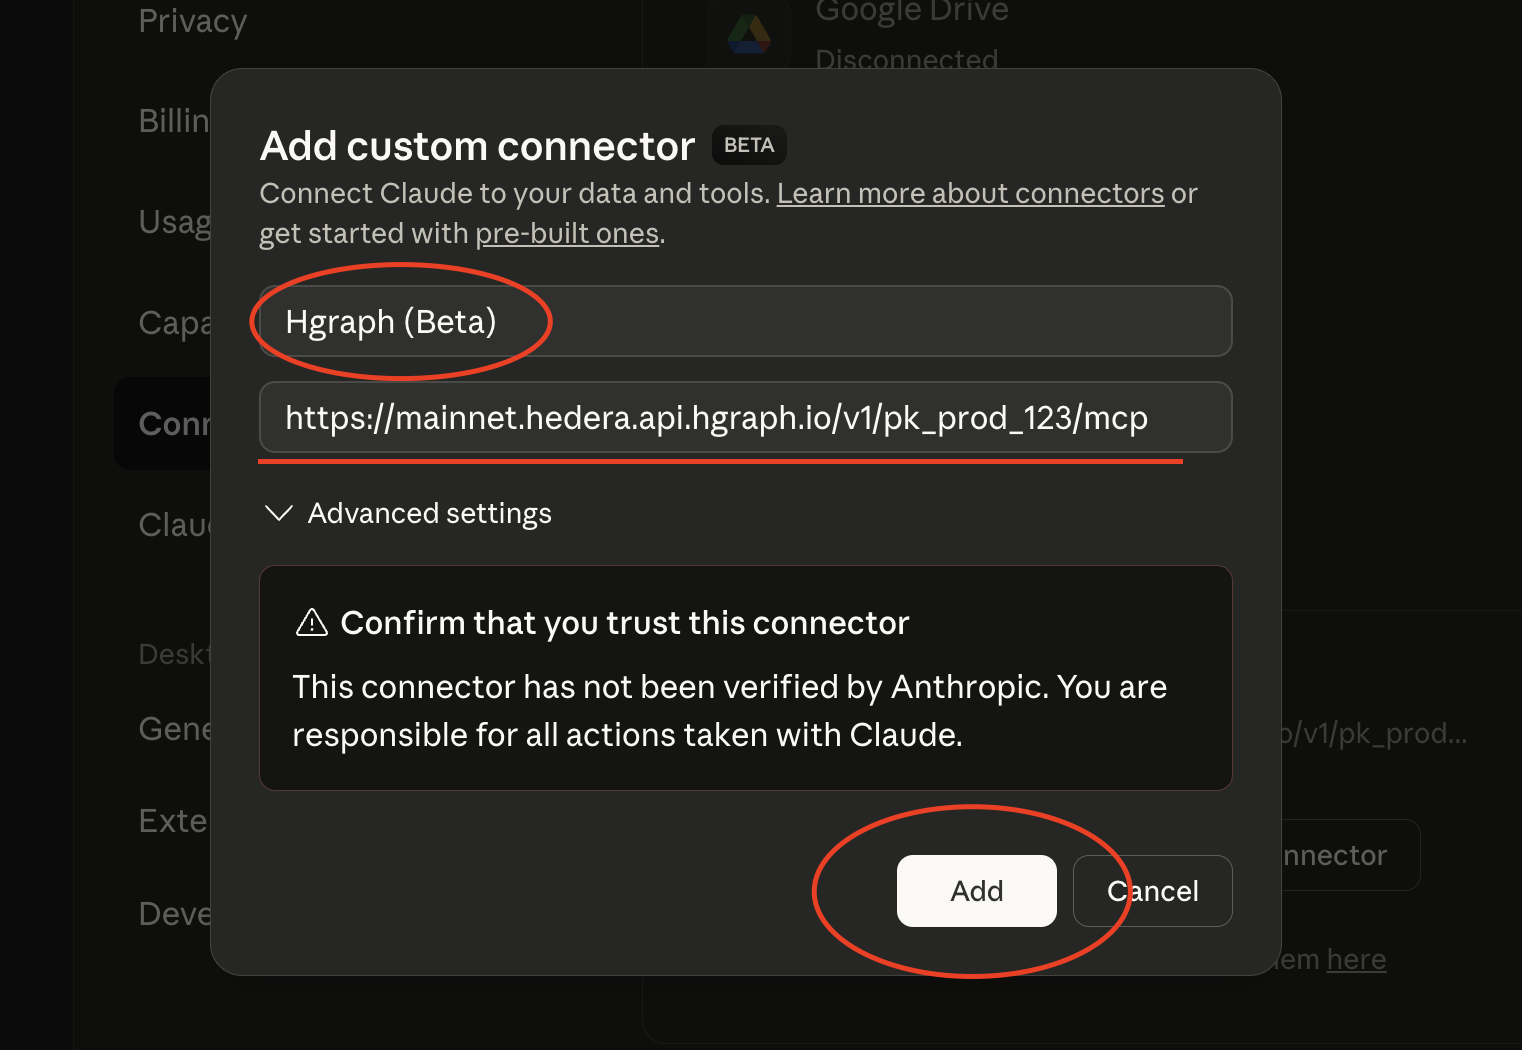 Privacy
Google Drive
Disconnected
Billin
Add custom connector BETA
Connect Claude to your data and tools. Learn more about connectors or
get started with pre-built ones.
Usag
Hgraph (Beta)
Capa
https://mainnet.hedera.api.hgraph.io/v1/pk_prod_123/mcp
Conn
Advanced settings
Claud
Confirm that you trust this connector
Deskt
This connector has not been verified by Anthropic. You are
responsible for all actions taken with Claude.
Gene
o/v1/pk_prod...
Exte
nnector
Add
Cancel
Deve
em here